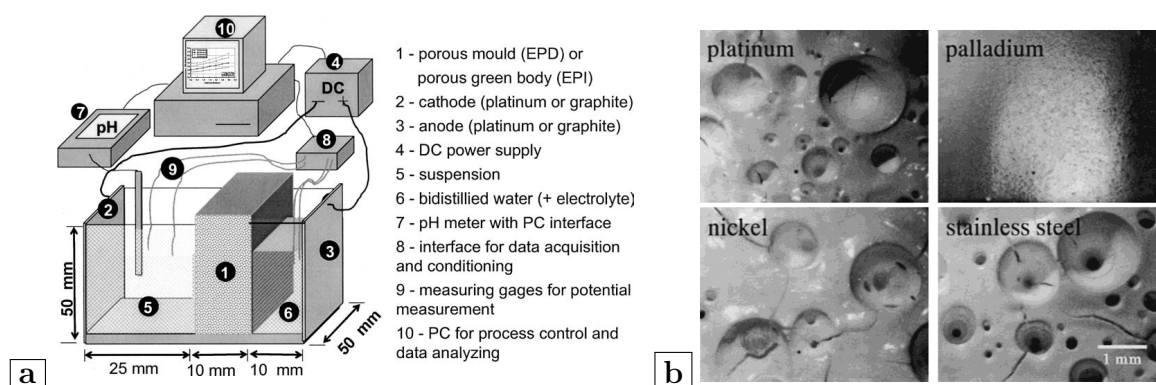 10
4
DC
7
pH
8
9
2
3
1
5
6
50 mm
50 mm
25 mm
10 mm
10 mm
1 - porous mould (EPD) or
porous green body (EPI)
2 - cathode (platinum or graphite)
3 - anode (platinum or graphite)
4 - DC power supply
5 - suspension
6 - bidistillied water (+ electrolyte)
7 - pH meter with PC interface
8 - interface for data acquisition
and conditioning
9 - measuring gages for potential
measurement
10 - PC for process control and
data analyzing
a
platinum
palladium
nickel
stainless steel
1 mm
b